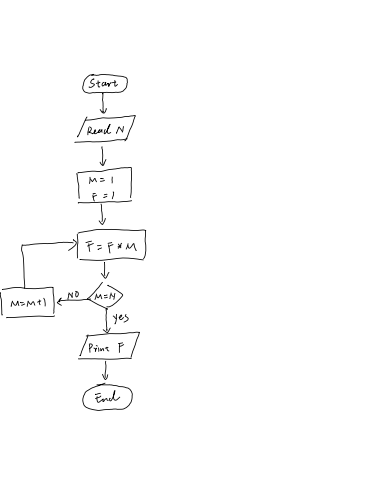 Start
Read N
M = 1
F = 1
F = F * M
M=N
NO
M=M+1
yes
Print F
End